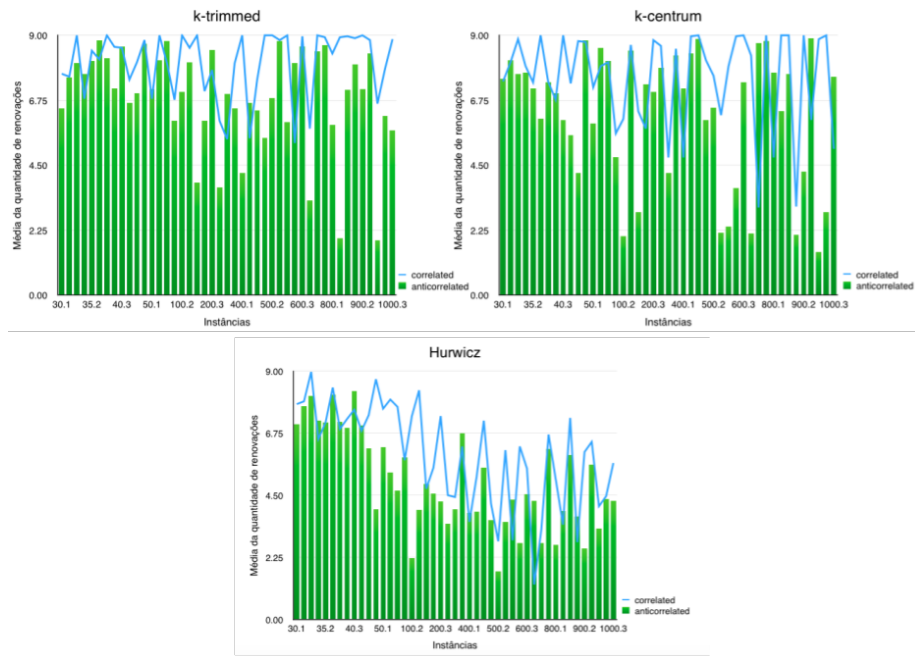 k-trimmed
9.00
6.75
4.50
2.25
0.00
Média da quantidade de renovações
30.1 35.2 40.3 50.1 100.2 200.3 400.1 500.2 600.3 800.1 900.2 1000.3
Instâncias
correlated
anticorrelated
k-centrum
9.00
6.75
4.50
2.25
0.00
Média da quantidade de renovações
30.1 35.2 40.3 50.1 100.2 200.3 400.1 500.2 600.3 800.1 900.2 1000.3
Instâncias
correlated
anticorrelated
Hurwicz
9.00
6.75
4.50
2.25
0.00
Média da quantidade de renovações
30.1 35.2 40.3 50.1 100.2 200.3 400.1 500.2 600.3 800.1 900.2 1000.3
Instâncias
correlated
anticorrelated